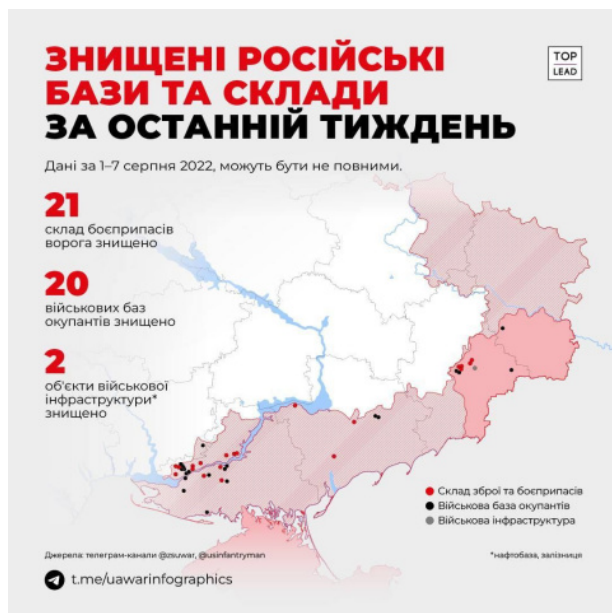 ЗНИЩЕНІ РОСІЙСЬКІ
БАЗИ ТА СКЛАДИ
ЗА ОСТАННІЙ ТИЖДЕНЬ
TOP
LEAD
Дані за 1–7 серпня 2022, можуть бути не повними.
21
склад боєприпасів
ворога знищено
20
військових баз
окупантів знищено
2
об'єкти військової
інфраструктури*
знищено
Склад зброї та боєприпасів
Військова база окупантів
Військова інфраструктура
Джерела: телеграм-канали @zsuwar, @usinfantryman
*нафтобаза, залізниця
t.me/uawarinfographics